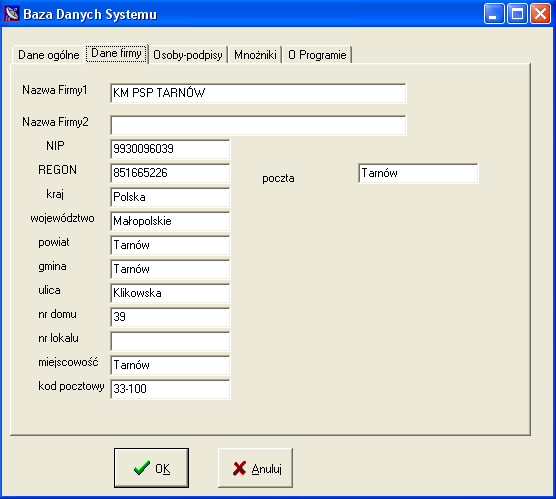 Baza Danych Systemu
Dane ogólne Dane firmy Osoby-podpisy Mnożniki O Programie
Nazwa Firmy1 KM PSP TARNÓW
Nazwa Firmy2
NIP 9930096039
REGON 851665226 poczta Tarnów
kraj Polska
województwo Małopolskie
powiat Tarnów
gmina Tarnów
ulica Klikowska
nr domu 39
nr lokalu
miejscowość Tarnów
kod pocztowy 33-100
OK Anuluj